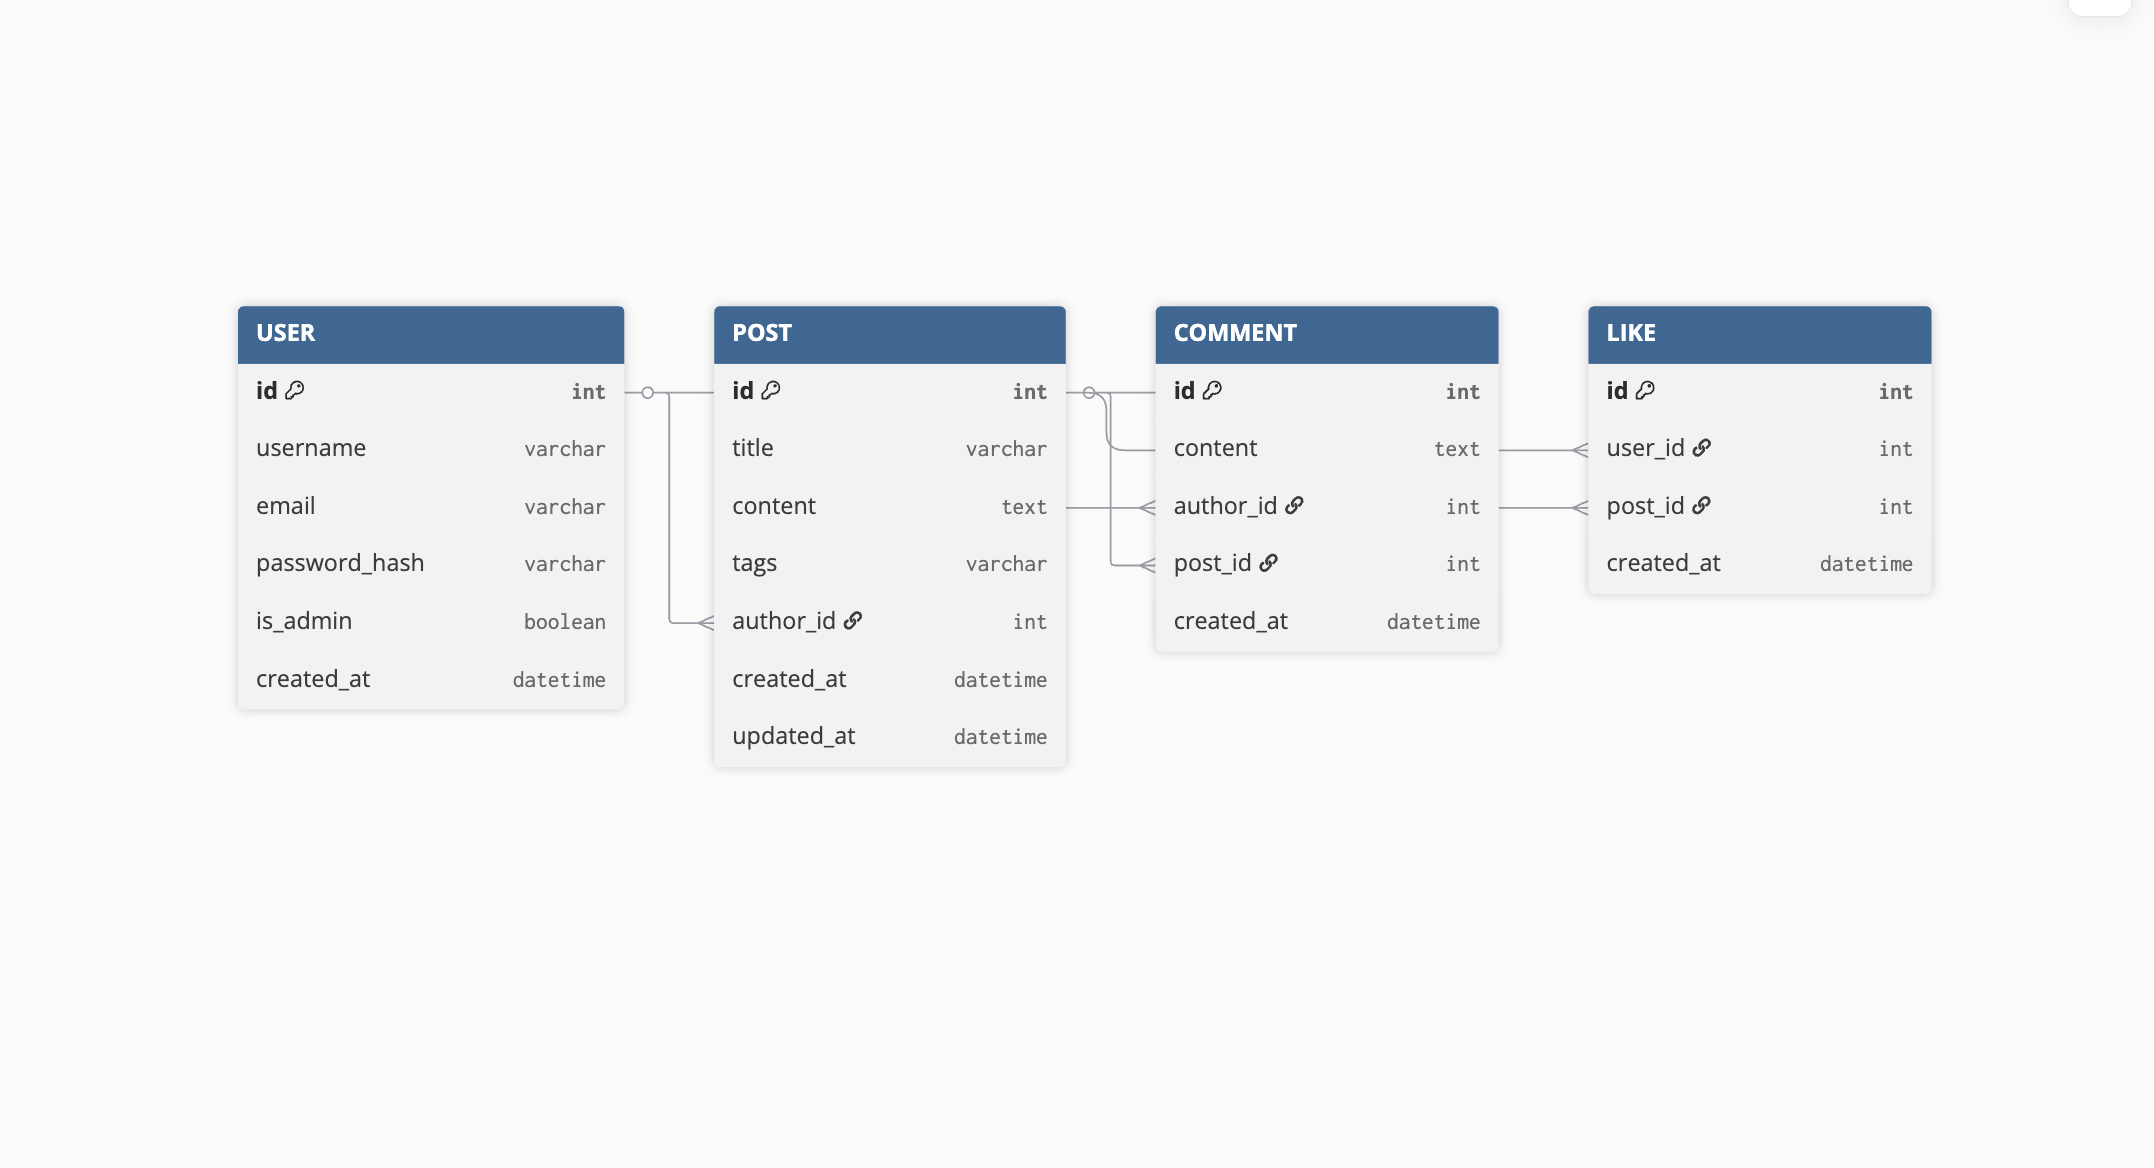 USER
id int
username varchar
email varchar
password_hash varchar
is_admin boolean
created_at datetime
POST
id int
title varchar
content text
tags varchar
author_id int
created_at datetime
updated_at datetime
COMMENT
id int
content text
author_id int
post_id int
created_at datetime
LIKE
id int
user_id int
post_id int
created_at datetime